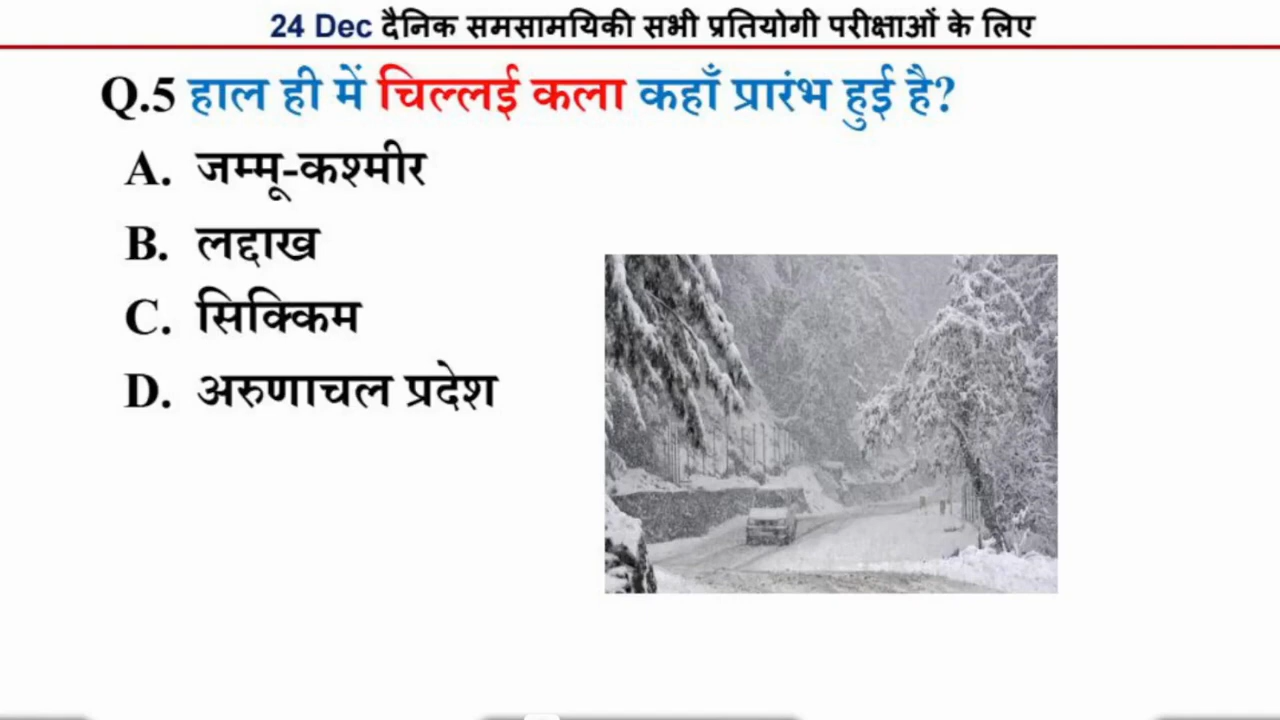 24 Dec दैनिक समसामयिकी सभी प्रतियोगी परीक्षाओं के लिए
Q.5 हाल ही में चिल्लई कला कहाँ प्रारंभ हुई है?
A. जम्मू-कश्मीर
B. लद्दाख
C. सिक्किम
D. अरुणाचल प्रदेश